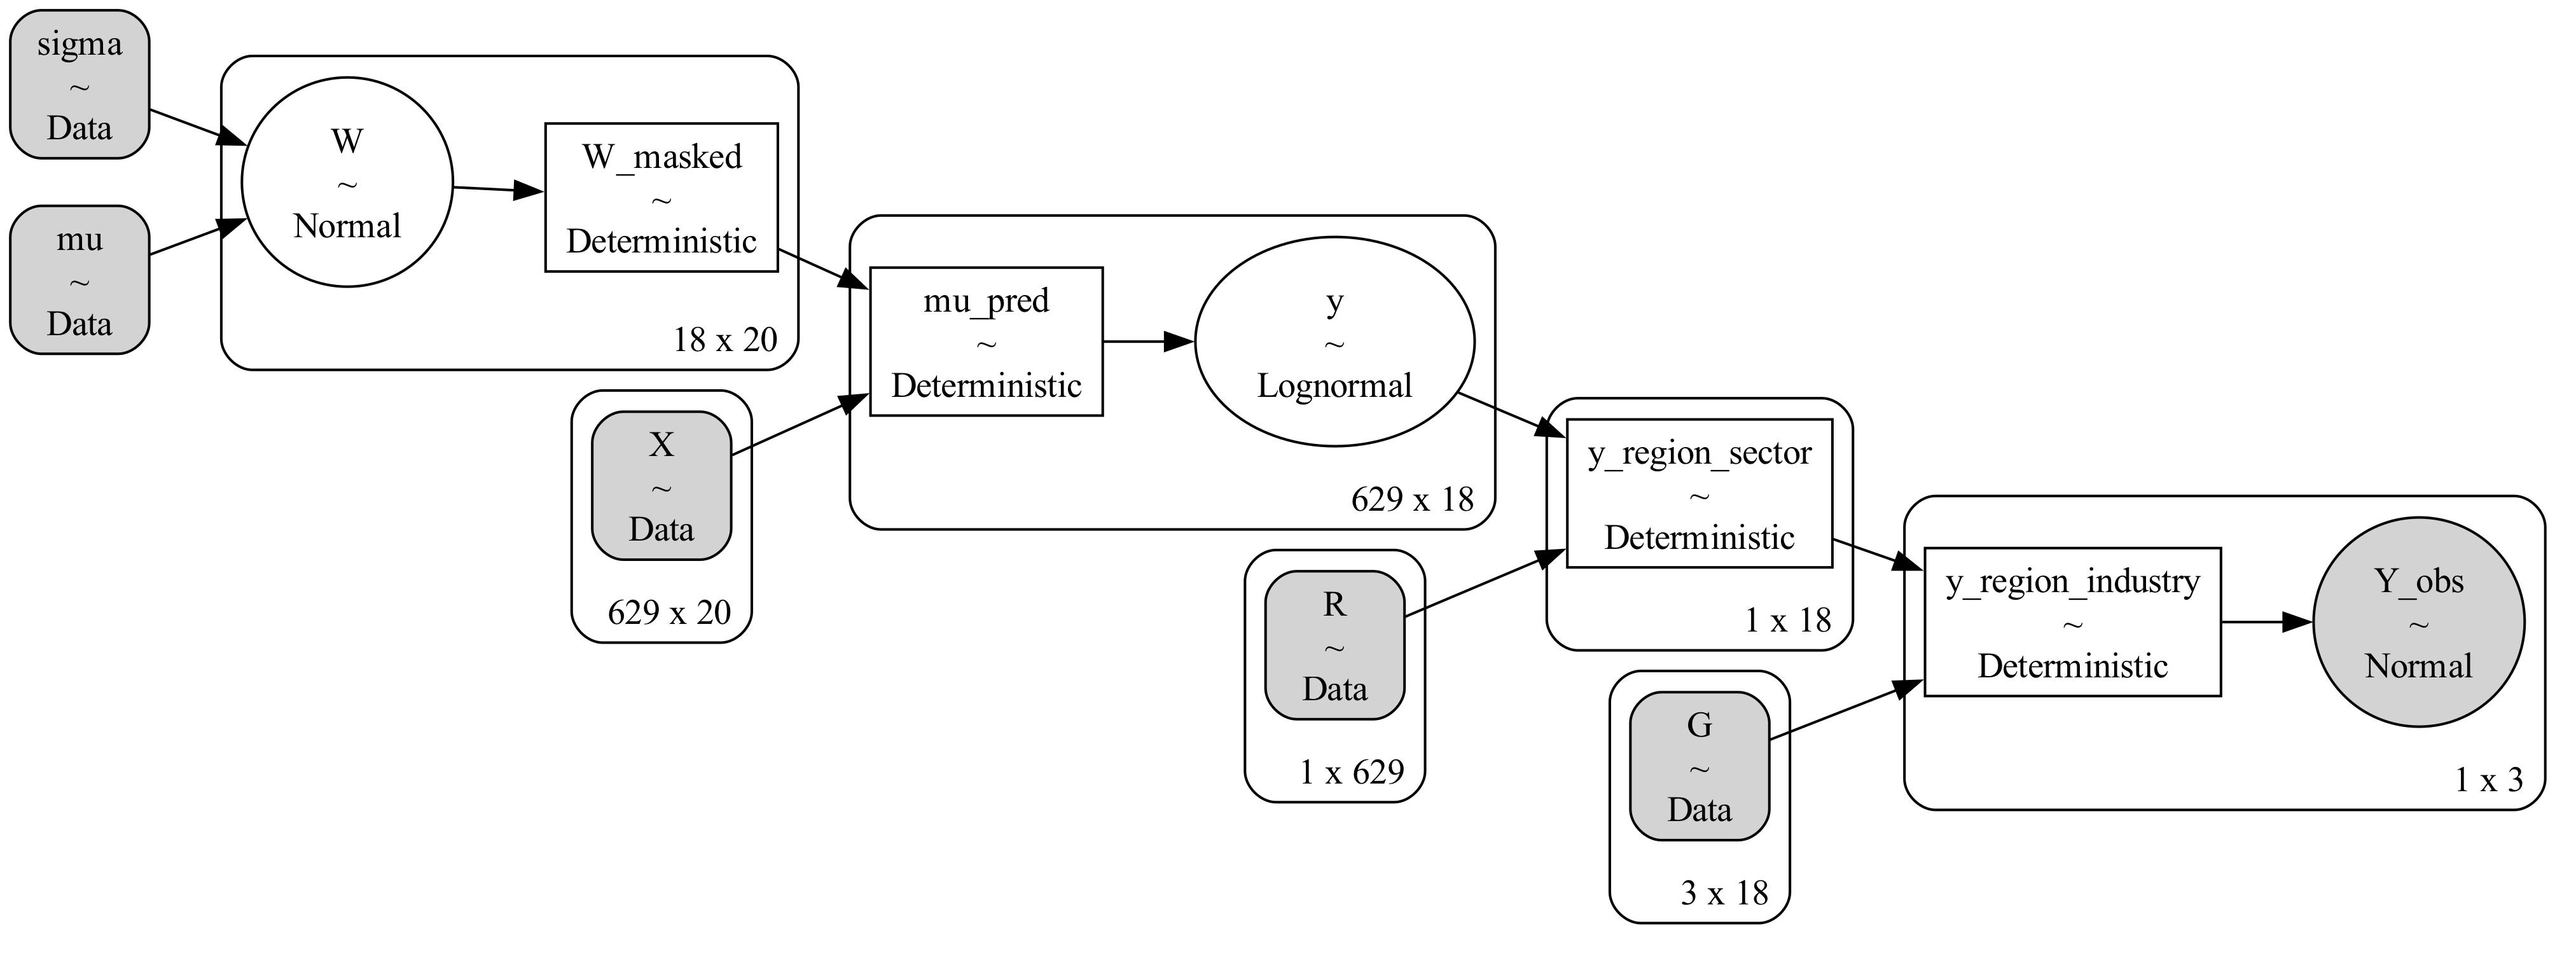 sigma
~
Data
mu
~
Data
W
~
Normal
W_masked
~
Deterministic
18 x 20
X
~
Data
629 x 20
mu_pred
~
Deterministic
y
~
Lognormal
629 x 18
R
~
Data
1 x 629
y_region_sector
~
Deterministic
1 x 18
G
~
Data
3 x 18
y_region_industry
~
Deterministic
Y_obs
~
Normal
1 x 3